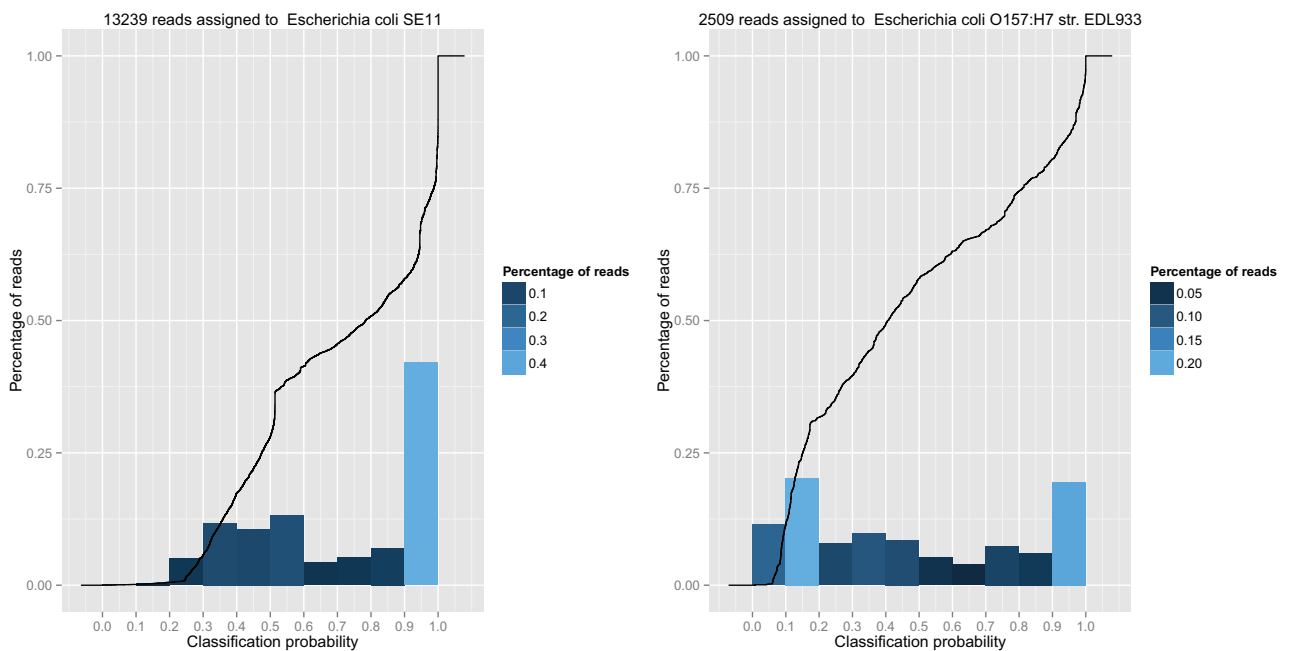 13239 reads assigned to  Escherichia coli SE11
Percentage of reads
1.00
0.75
0.50
0.25
0.00
0.0 0.1 0.2 0.3 0.4 0.5 0.6 0.7 0.8 0.9 1.0
Classification probability
Percentage of reads
0.1
0.2
0.3
0.4
2509 reads assigned to  Escherichia coli O157:H7 str. EDL933
Percentage of reads
1.00
0.75
0.50
0.25
0.00
0.0 0.1 0.2 0.3 0.4 0.5 0.6 0.7 0.8 0.9 1.0
Classification probability
Percentage of reads
0.05
0.10
0.15
0.20